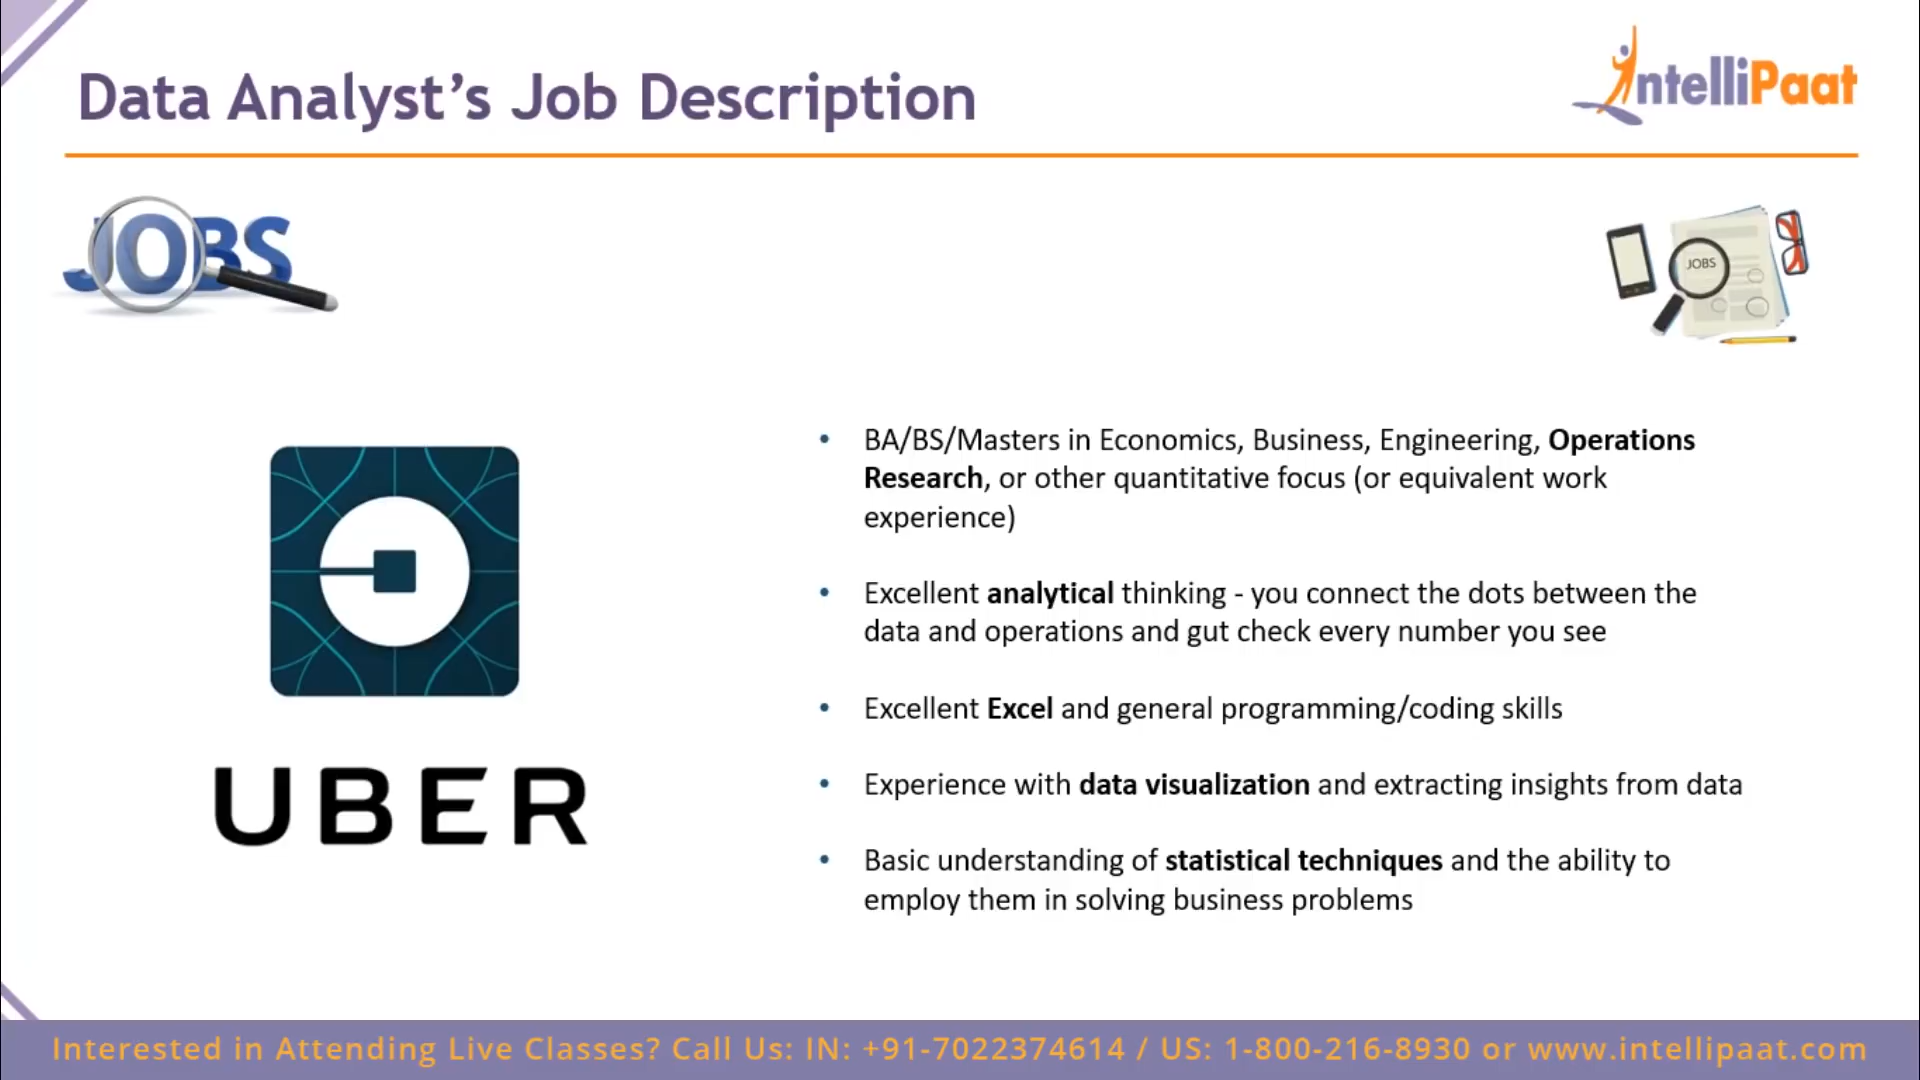 Data Analyst's Job Description
IntelliPaat
JOBS
JOBS
• BA/BS/Masters in Economics, Business, Engineering, Operations
Research, or other quantitative focus (or equivalent work
experience)
• Excellent analytical thinking - you connect the dots between the
data and operations and gut check every number you see
• Excellent Excel and general programming/coding skills
• Experience with data visualization and extracting insights from data
• Basic understanding of statistical techniques and the ability to
employ them in solving business problems
UBER
Interested in Attending Live Classes? Call Us: IN: +91-7022374614 / US: 1-800-216-8930 or www.intellipaat.com